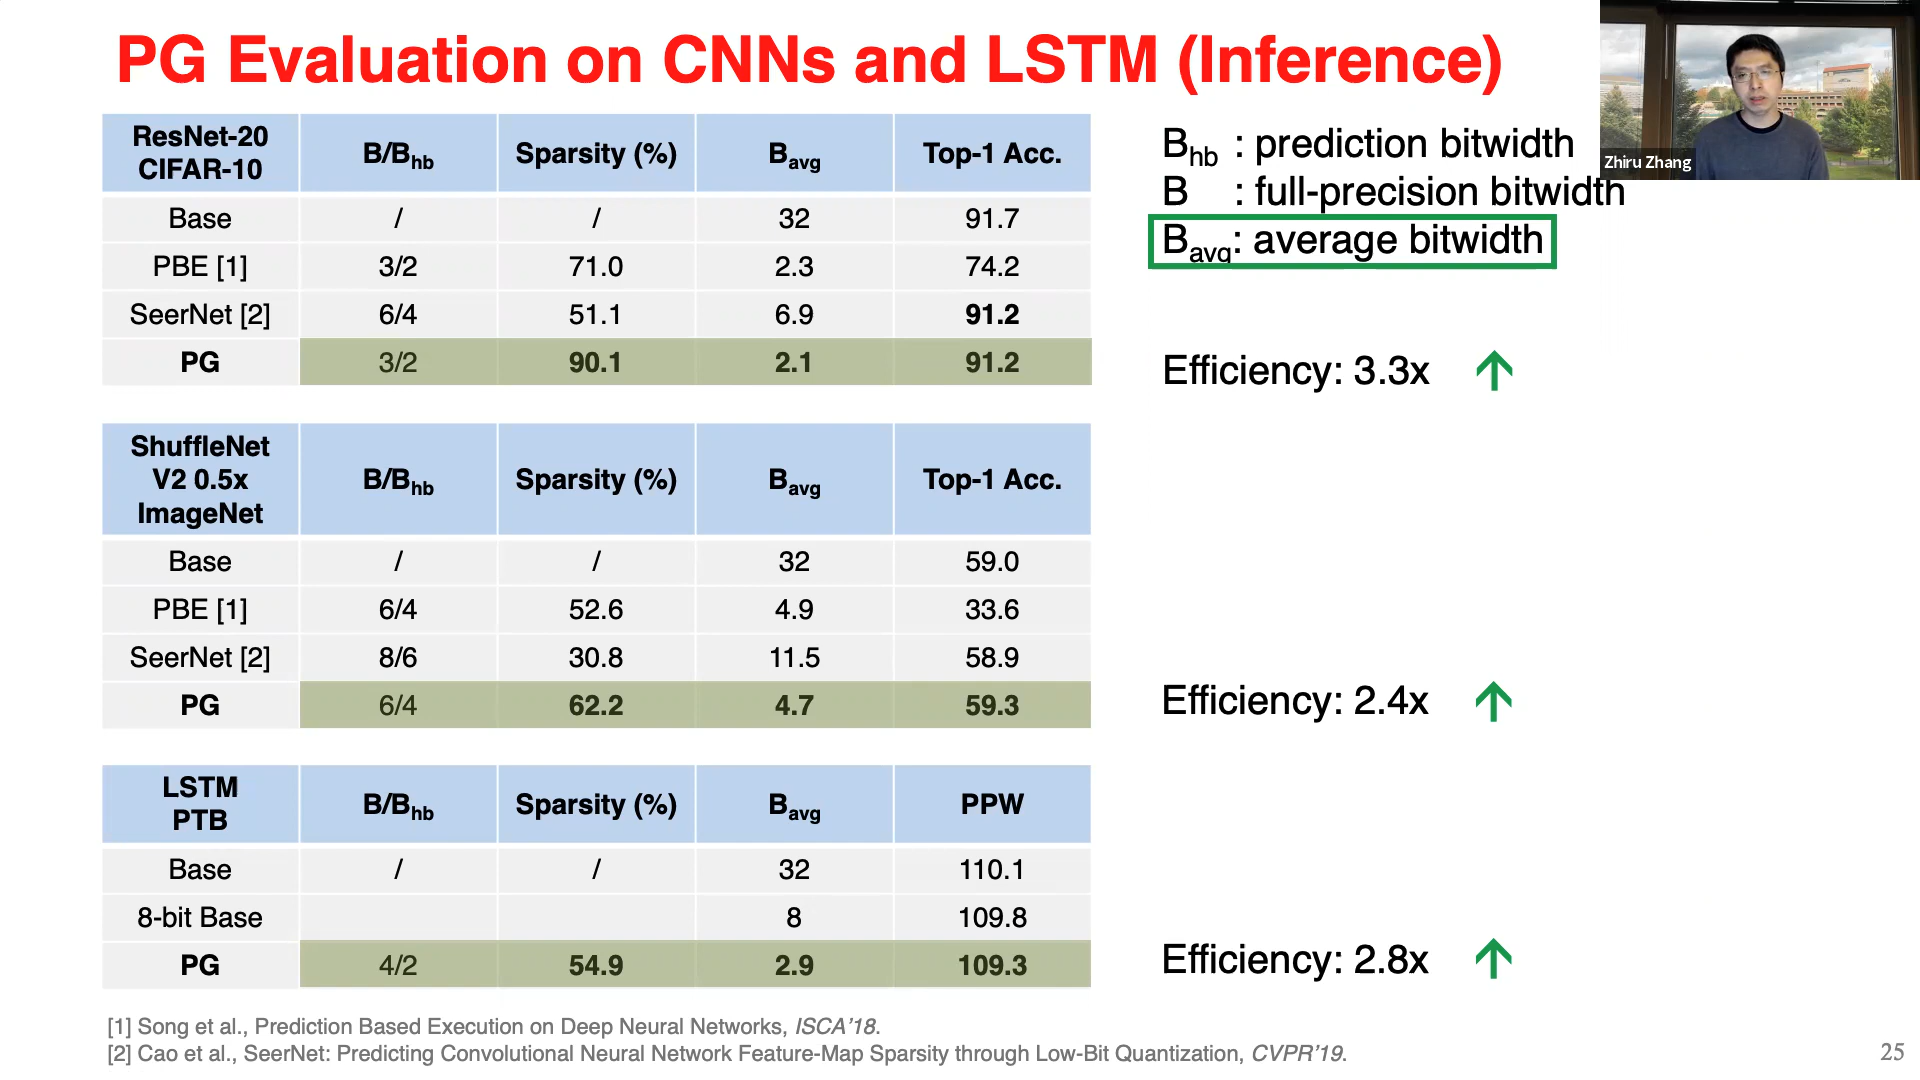 PG Evaluation on CNNs and LSTM (Inference)
Zhiru Zhang
ResNet-20 CIFAR-10 B/Bhb Sparsity (%) Bavg Top-1 Acc.
Base / / 32 91.7
PBE [1] 3/2 71.0 2.3 74.2
SeerNet [2] 6/4 51.1 6.9 91.2
PG 3/2 90.1 2.1 91.2
Bhb : prediction bitwidth
B : full-precision bitwidth
Bavg: average bitwidth
Efficiency: 3.3x ↑
ShuffleNet V2 0.5x ImageNet B/Bhb Sparsity (%) Bavg Top-1 Acc.
Base / / 32 59.0
PBE [1] 6/4 52.6 4.9 33.6
SeerNet [2] 8/6 30.8 11.5 58.9
PG 6/4 62.2 4.7 59.3
Efficiency: 2.4x ↑
LSTM PTB B/Bhb Sparsity (%) Bavg PPW
Base / / 32 110.1
8-bit Base 8 109.8
PG 4/2 54.9 2.9 109.3
Efficiency: 2.8x ↑
[1] Song et al., Prediction Based Execution on Deep Neural Networks, ISCA’18.
[2] Cao et al., SeerNet: Predicting Convolutional Neural Network Feature-Map Sparsity through Low-Bit Quantization, CVPR’19.
25